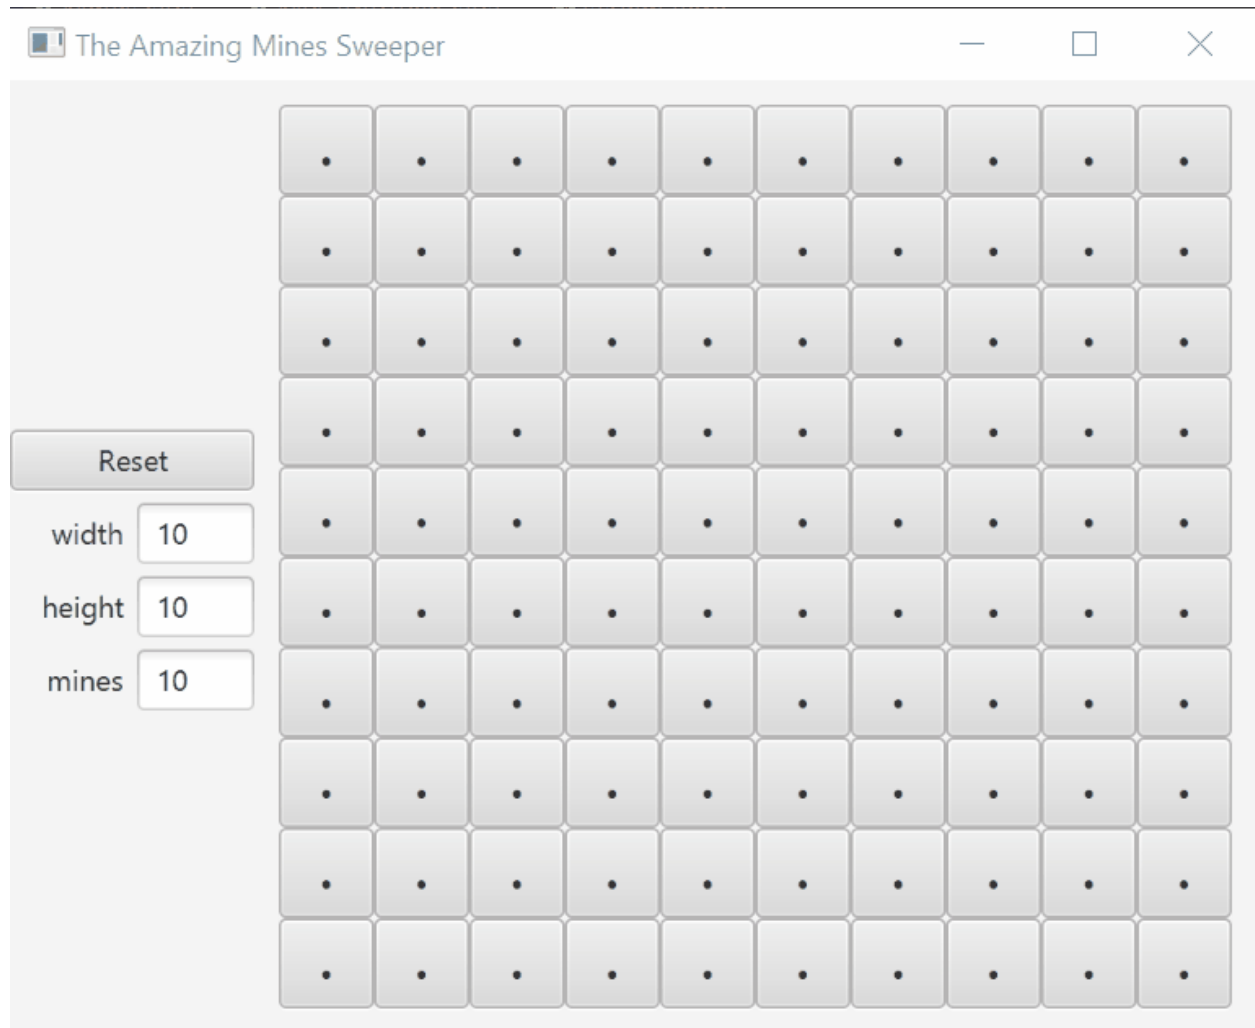 The Amazing Mines Sweeper
. . . . . . . . . .
. . . . . . . . . .
. . . . . . . . . .
. . . . . . . . . .
. . . . . . . . . .
. . . . . . . . . .
. . . . . . . . . .
. . . . . . . . . .
. . . . . . . . . .
. . . . . . . . . .
Reset
width 10
height 10
mines 10